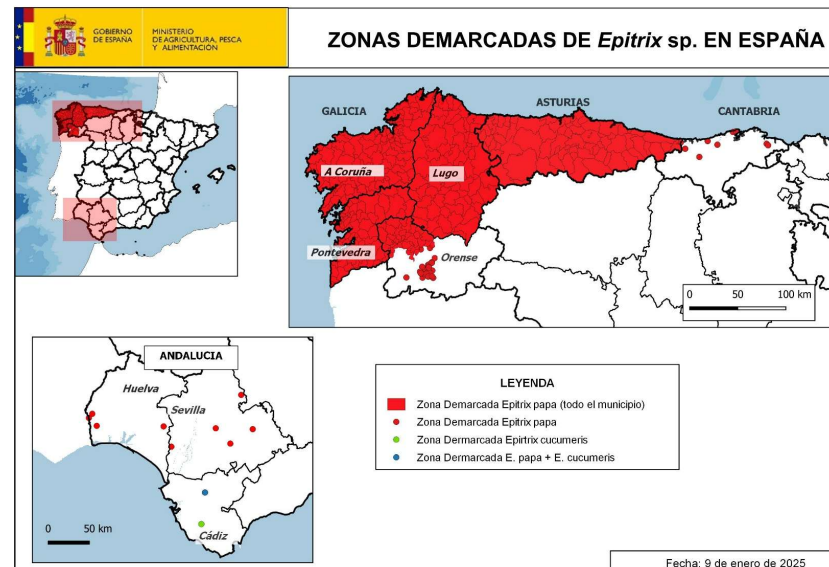 GOBIERNO
DE ESPAÑA
MINISTERIO
DE AGRICULTURA, PESCA
Y ALIMENTACIÓN
ZONAS DEMARCADAS DE Epitrix sp. EN ESPAÑA
GALICIA
ASTURIAS
CANTABRIA
A Coruña
Lugo
Pontevedra
Orense
0 50 100 km
ANDALUCIA
Huelva
Sevilla
Cádiz
0 50 km
LEYENDA
Zona Demarcada Epitrix papa (todo el municipio)
Zona Demarcada Epitrix papa
Zona Demarcada Epirtrix cucumeris
Zona Dermarcada E. papa + E. cucumeris
Fecha: 9 de enero de 2025